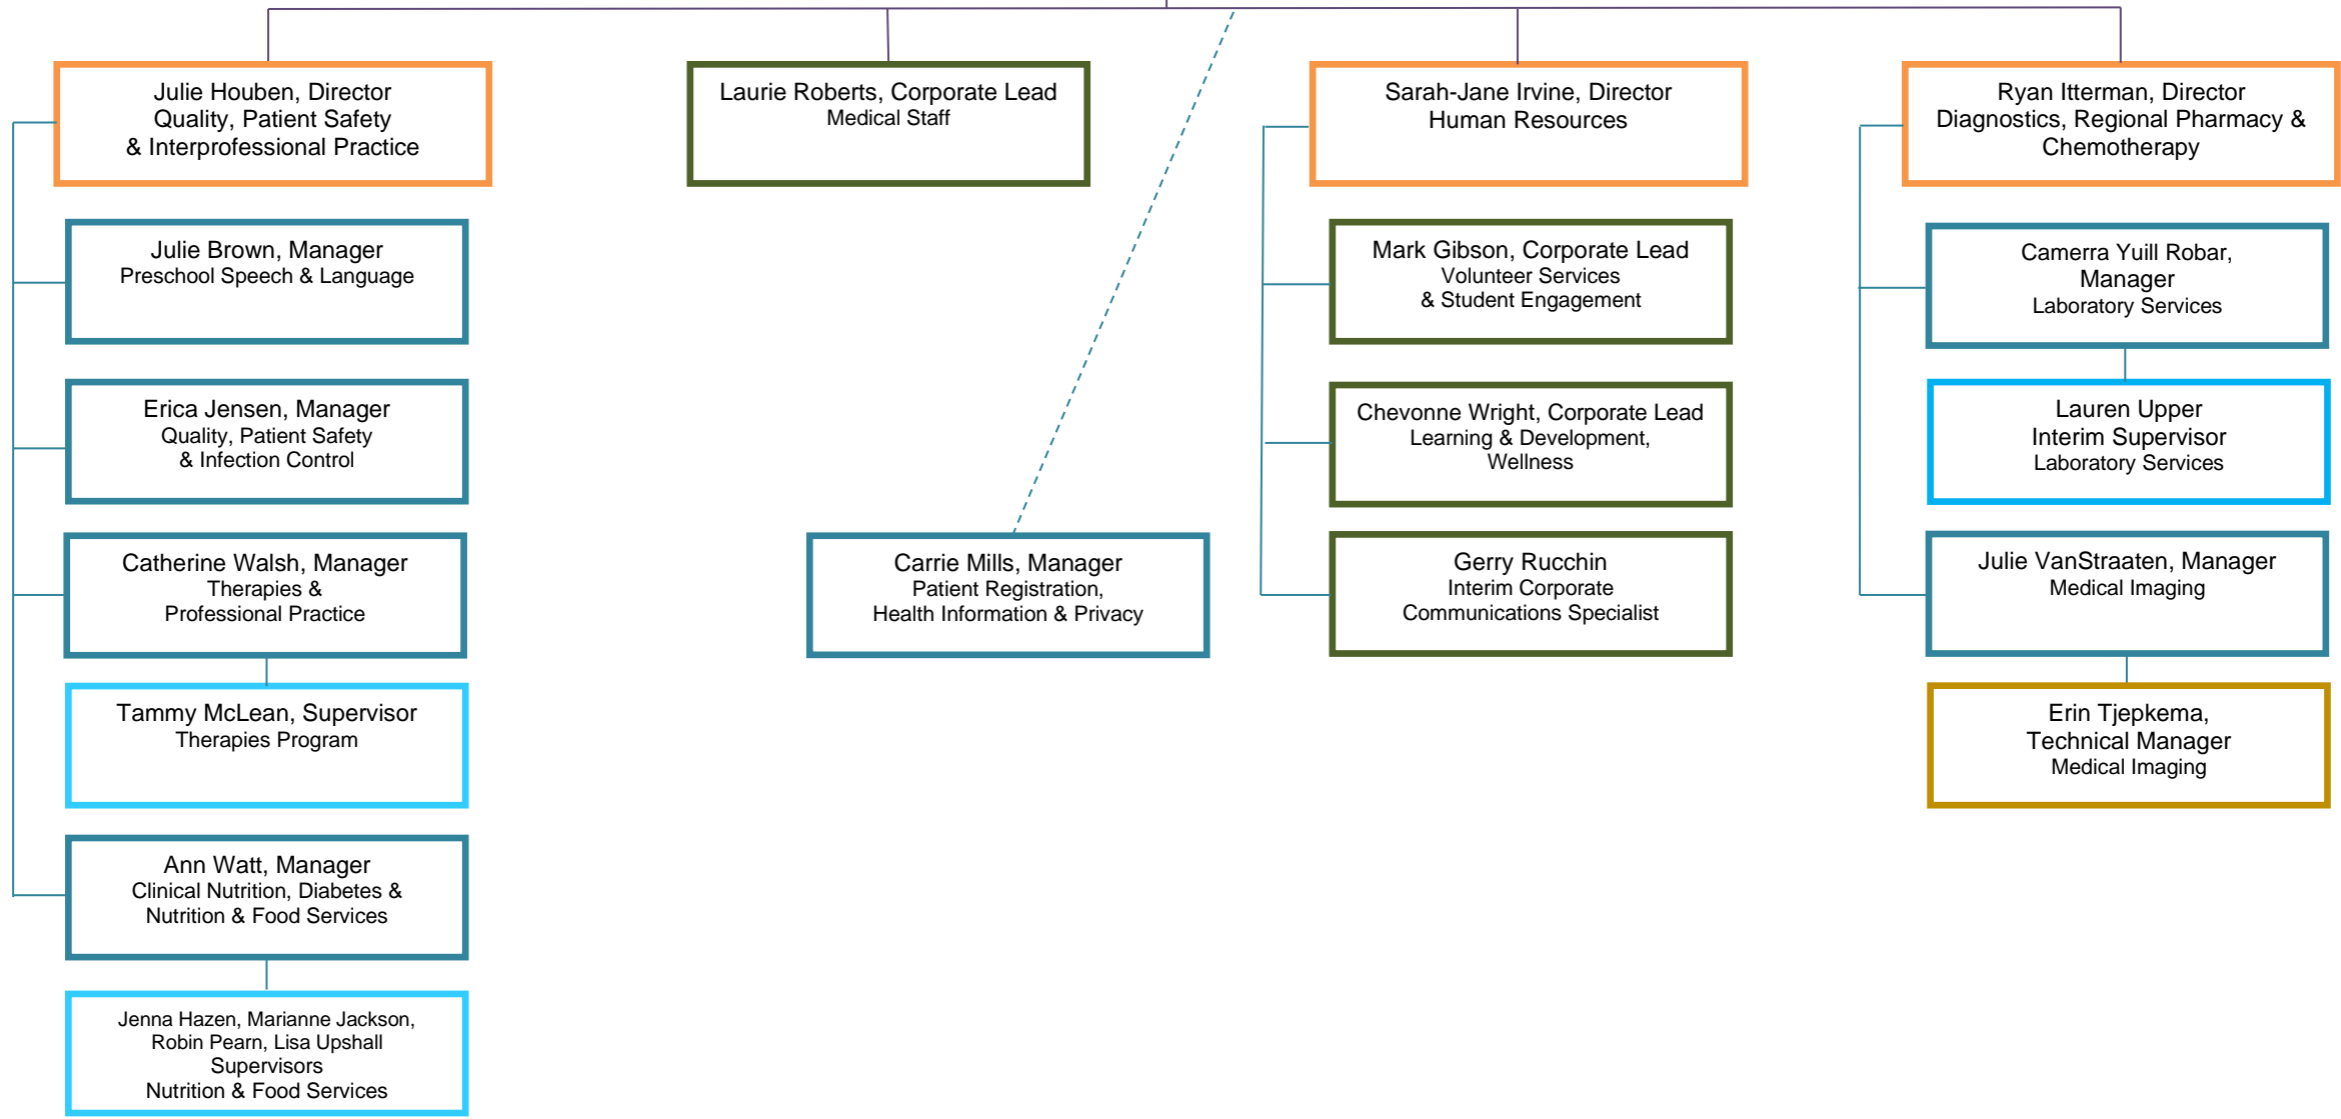 Julie Houben, Director
Quality, Patient Safety
& Interprofessional Practice
Laurie Roberts, Corporate Lead
Medical Staff
Sarah-Jane Irvine, Director
Human Resources
Ryan Itterman, Director
Diagnostics, Regional Pharmacy &
Chemotherapy
Julie Brown, Manager
Preschool Speech & Language
Mark Gibson, Corporate Lead
Volunteer Services
& Student Engagement
Camerra Yuill Robar,
Manager
Laboratory Services
Erica Jensen, Manager
Quality, Patient Safety
& Infection Control
Chevonne Wright, Corporate Lead
Learning & Development,
Wellness
Lauren Upper
Interim Supervisor
Laboratory Services
Catherine Walsh, Manager
Therapies &
Professional Practice
Carrie Mills, Manager
Patient Registration,
Health Information & Privacy
Gerry Rucchin
Interim Corporate
Communications Specialist
Julie VanStraaten, Manager
Medical Imaging
Tammy McLean, Supervisor
Therapies Program
Erin Tjepkema,
Technical Manager
Medical Imaging
Ann Watt, Manager
Clinical Nutrition, Diabetes &
Nutrition & Food Services
Jenna Hazen, Marianne Jackson,
Robin Pearn, Lisa Upshall
Supervisors
Nutrition & Food Services